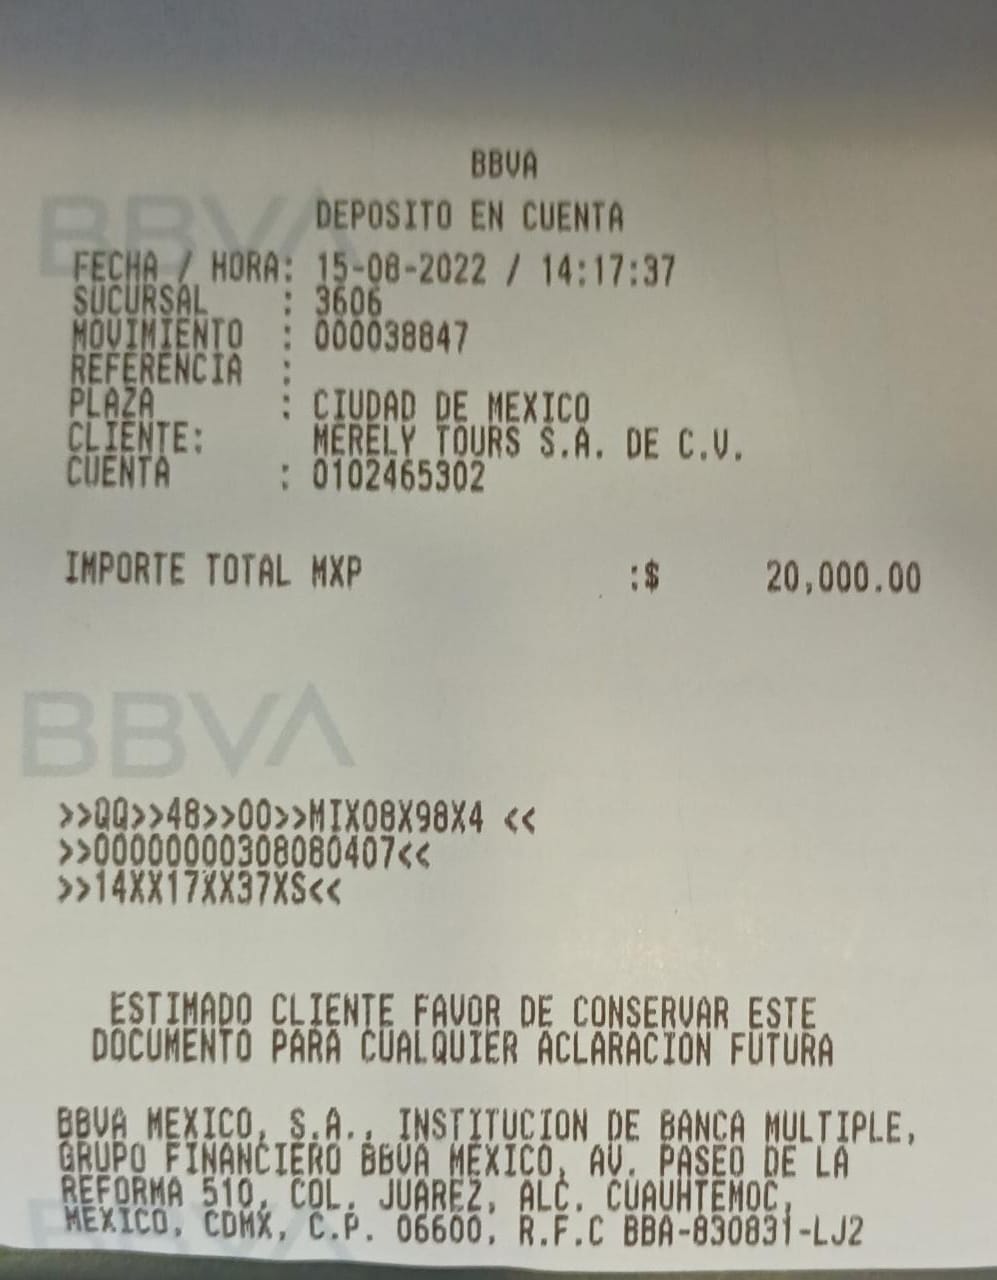 BBVA
DEPOSITO EN CUENTA
FECHA / HORA: 15-08-2022 / 14:17:37
SUCURSAL : 3606
MOVIMIENTO : 000038847
REFERENCIA :
PLAZA : CIUDAD DE MEXICO
CLIENTE: MERELY TOURS S.A. DE C.V.
CUENTA : 0102465302
IMPORTE TOTAL MXP :$ 20,000.00
BBVA
>>QQ>>48>>00>>MIX08X98X4 <<
>>00000000308080407<<
>>14XX17XX37XS<<
ESTIMADO CLIENTE FAVOR DE CONSERVAR ESTE
DOCUMENTO PARA CUALQUIER ACLARACION FUTURA
BBVA MEXICO, S.A., INSTITUCION DE BANCA MULTIPLE,
GRUPO FINANCIERO BBVA MEXICO, AV. PASEO DE LA
REFORMA 510, COL. JUAREZ, ALC. CUAUHTEMOC,
MEXICO, CDMX, C.P. 06600, R.F.C BBA-830831-LJ2